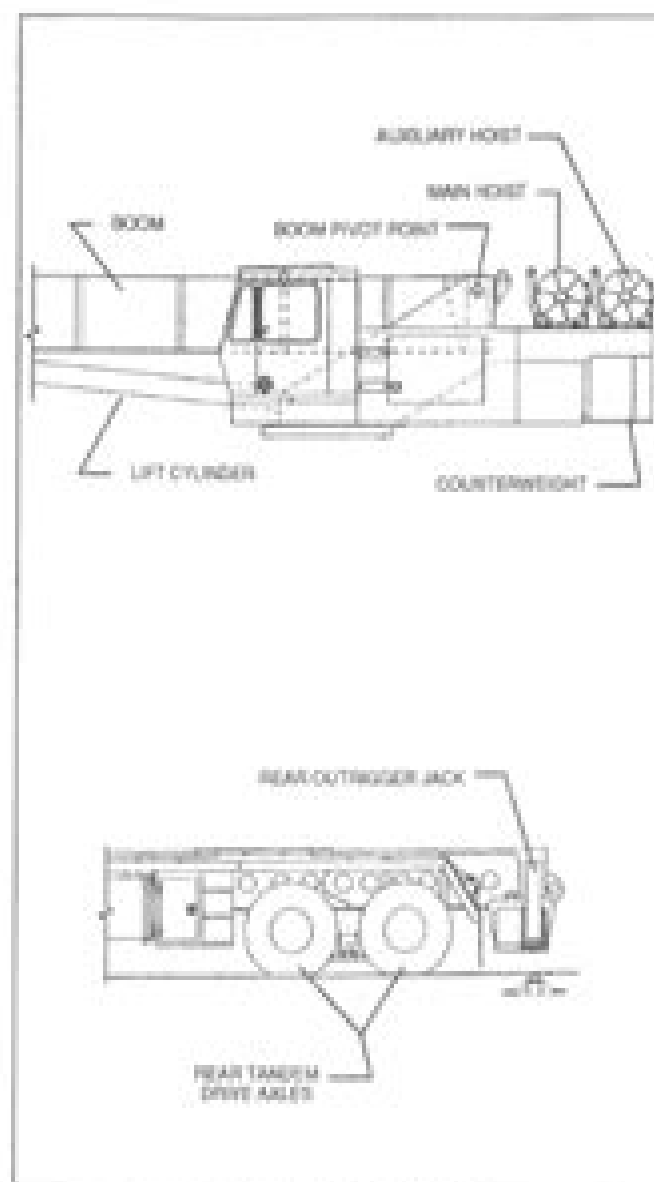 AUXILIARY HOIST
MAIN HOIST
BOOM
BOOM PIVOT POINT
LIFT CYLINDER
COUNTERWEIGHT
REAR OUTRIGGER JACK
REAR TANDEM
DRIVE AXLES